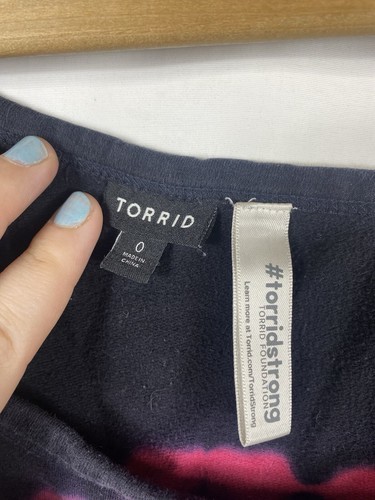 TORRID
0
MADE IN
CHINA
#torridstrong
TORRID FOUNDATION
Learn more at Torrid.com/TorridStrong